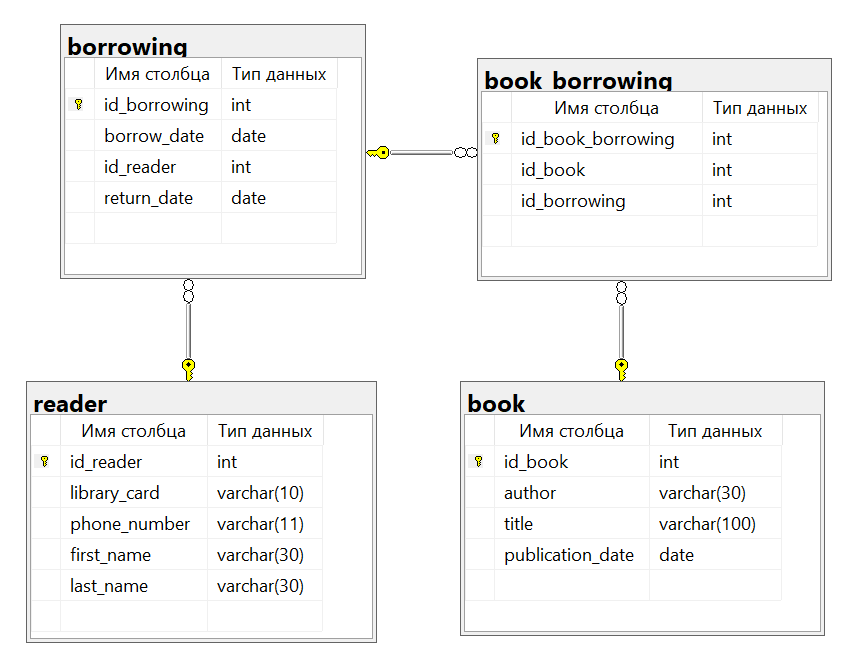 borrowing
Имя столбца Тип данных
id_borrowing int
borrow_date date
id_reader int
return_date date
book_borrowing
Имя столбца Тип данных
id_book_borrowing int
id_book int
id_borrowing int
reader
Имя столбца Тип данных
id_reader int
library_card varchar(10)
phone_number varchar(11)
first_name varchar(30)
last_name varchar(30)
book
Имя столбца Тип данных
id_book int
author varchar(30)
title varchar(100)
publication_date date